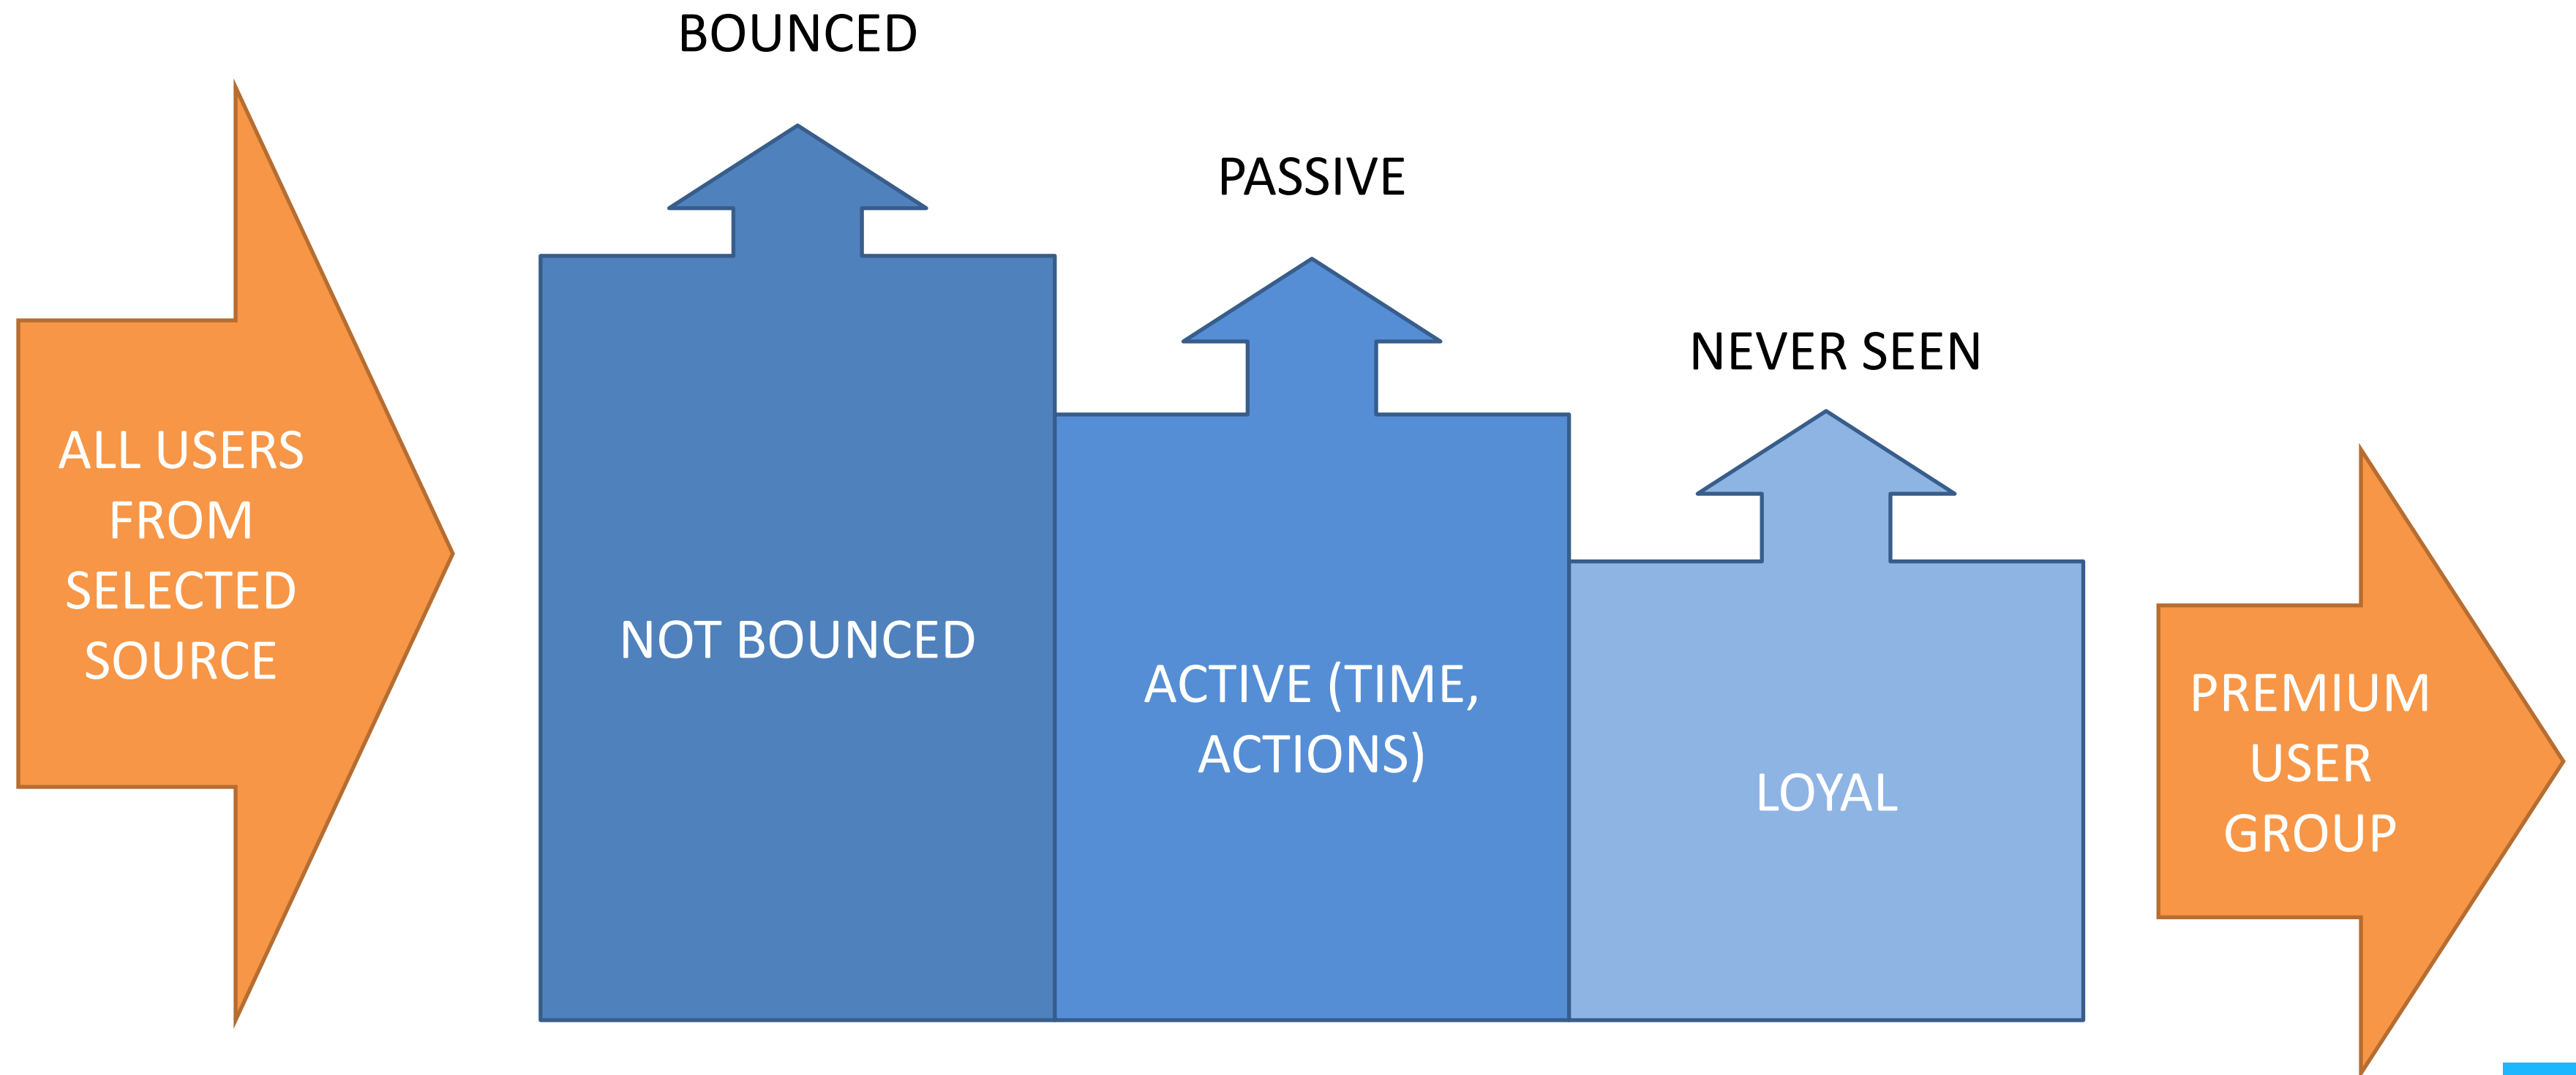 BOUNCED
PASSIVE
NEVER SEEN
ALL USERS
FROM
SELECTED
SOURCE
NOT BOUNCED
ACTIVE (TIME,
ACTIONS)
LOYAL
PREMIUM
USER
GROUP